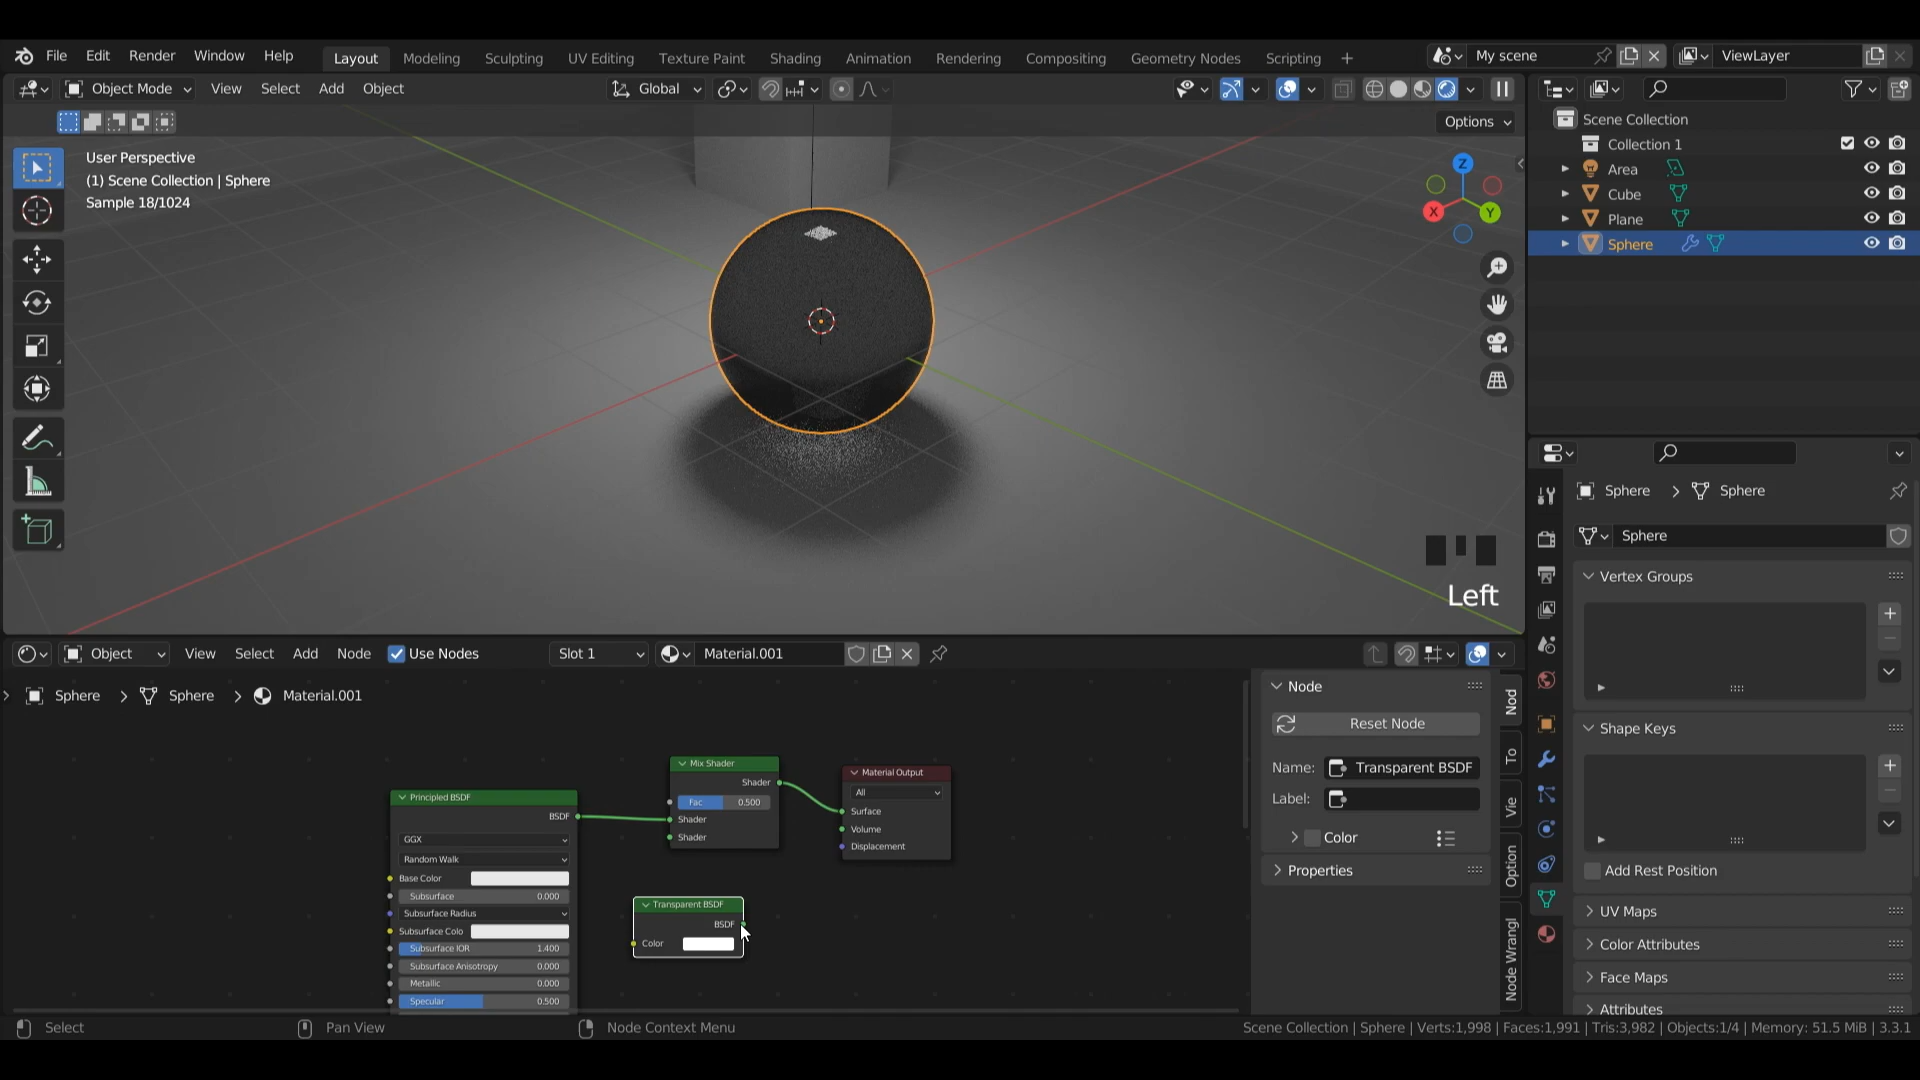 File Edit Render Window Help Layout Modeling Sculpting UV Editing Texture Paint Shading Animation Rendering Compositing Geometry Nodes Scripting + My scene ViewLayer
Object Mode View Select Add Object Global
Options
User Perspective
(1) Scene Collection | Sphere
Sample 18/1024
Z
X
Y
Left
Scene Collection
Collection 1
Area
Cube
Plane
Sphere
Sphere > Sphere
Sphere
Vertex Groups
Shape Keys
Add Rest Position
UV Maps
Color Attributes
Face Maps
Attributes
Object View Select Add Node Use Nodes Slot 1 Material.001
Sphere > Sphere > Material.001
Principled BSDF
BSDF
GGX
Random Walk
Base Color
Subsurface 0.000
Subsurface Radius
Subsurface Colo
Subsurface IOR 1.400
Subsurface Anisotropy 0.000
Metallic 0.000
Specular 0.500
Mix Shader
Shader
Fac 0.500
Shader
Shader
Material Output
All
Surface
Volume
Displacement
Transparent BSDF
BSDF
Color
Node
Reset Node
Name: Transparent BSDF
Label:
Color
Properties
Nod
To
Vie
Option
Node Wrangl
Select Pan View Node Context Menu Scene Collection | Sphere | Verts:1,998 | Faces:1,991 | Tris:3,982 | Objects:1/4 | Memory: 51.5 MiB | 3.3.1